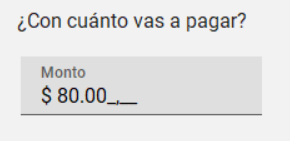 ¿Con cuánto vas a pagar?
Monto
$ 80.00_,__